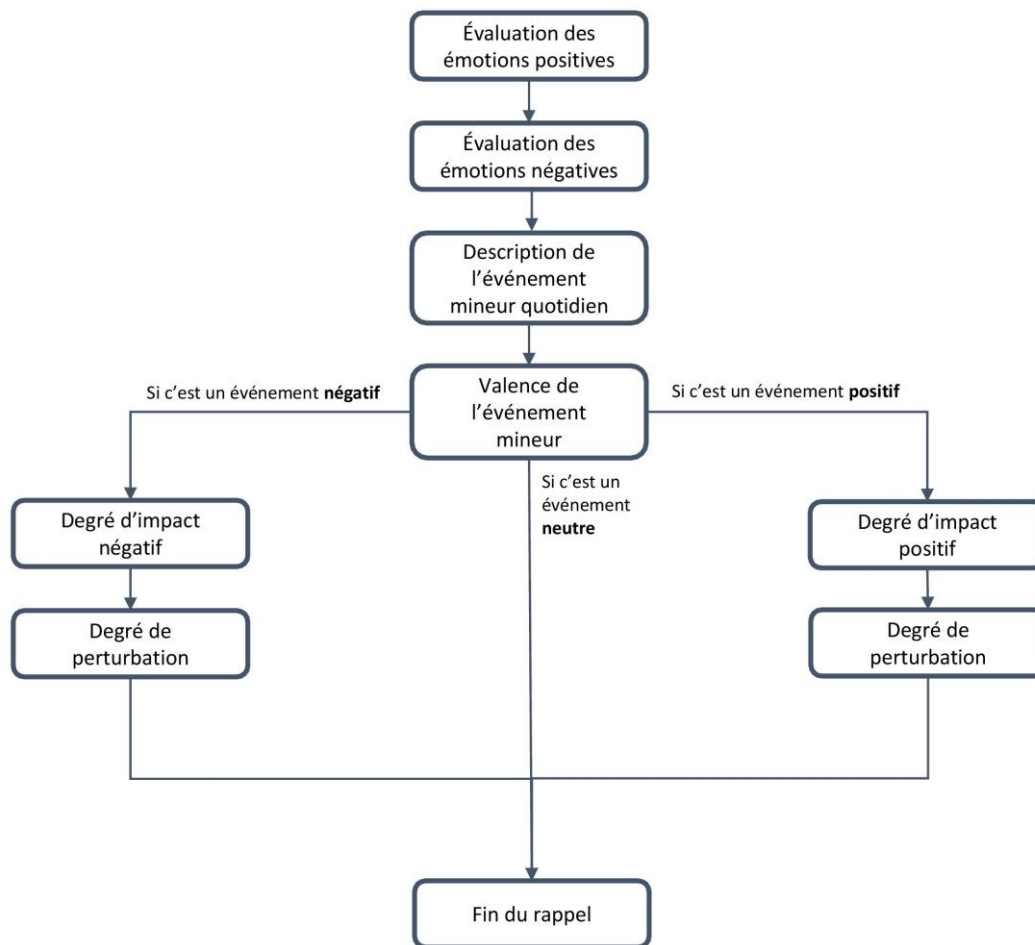 Évaluation des
émotions positives
Évaluation des
émotions négatives
Description de
l’événement
mineur quotidien
Valence de
l’événement
mineur
Si c’est un événement négatif
Si c’est un événement positif
Si c’est un
événement
neutre
Degré d’impact
négatif
Degré d’impact
positif
Degré de
perturbation
Degré de
perturbation
Fin du rappel